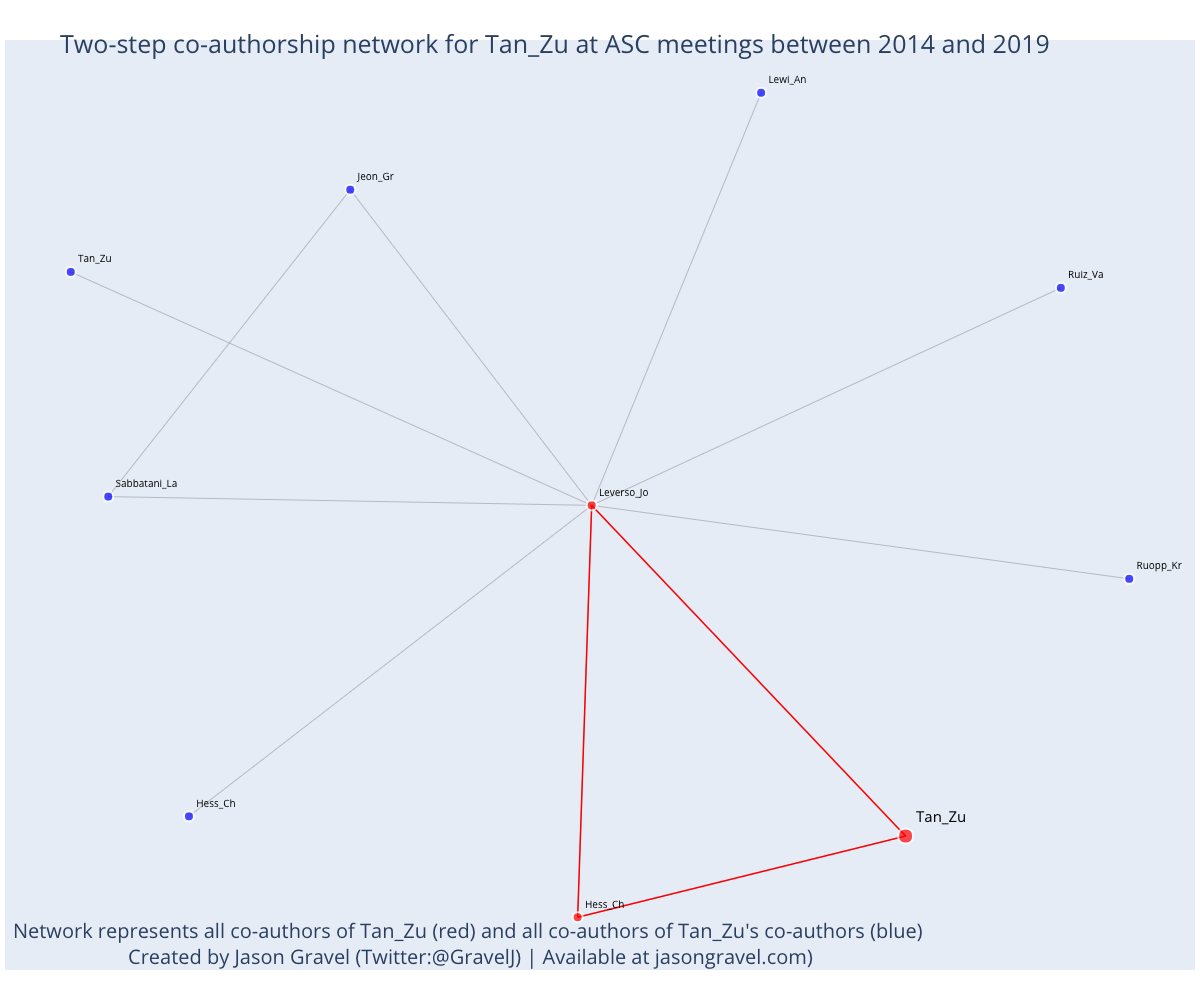 Two-step co-authorship network for Tan_Zu at ASC meetings between 2014 and 2019
Lewi_An
Jeon_Gr
Tan_Zu
Ruiz_Va
Sabbatani_La
Leverso_Jo
Ruopp_Kr
Hess_Ch
Tan_Zu
Hess_Ch
Network represents all co-authors of Tan_Zu (red) and all co-authors of Tan_Zu's co-authors (blue)
Created by Jason Gravel (Twitter:@GravelJ) | Available at jasongravel.com)